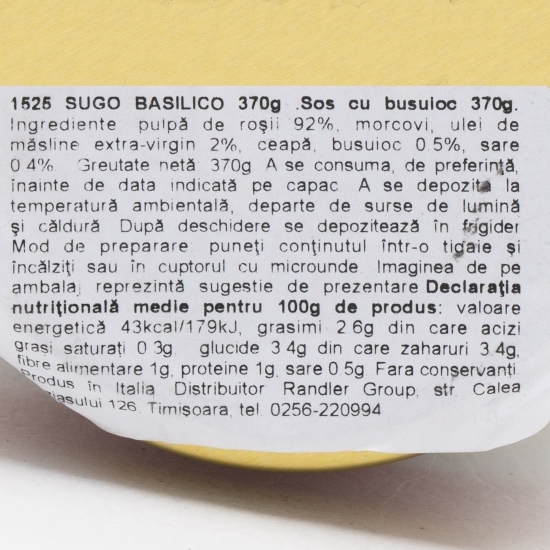 1525 SUGO BASILICO 370g .Sos cu busuioc 370g.
Ingrediente: pulpă de roșii 92%, morcovi, ulei de
măsline extra-virgin 2%, ceapă, busuioc 0.5%, sare
0.4%. Greutate netă: 370g. A se consuma, de preferință,
înainte de data indicată pe capac. A se depozita la
temperatură ambientală, departe de surse de lumină
și căldură. După deschidere se depozitează în frigider
Mod de preparare: puneți conținutul într-o tigaie și
încălziți sau în cuptorul cu microunde. Imaginea de pe
ambalaj reprezintă sugestie de prezentare Declarația
nutrițională medie pentru 100g de produs: valoare
energetică 43kcal/179kJ, grasimi 2.6g din care acizi
grași saturați 0.3g, glucide 3.4g din care zaharuri 3.4g,
fibre alimentare 1g, proteine 1g, sare 0.5g. Fara conservanți.
Produs în Italia. Distribuitor Randler Group, str. Calea
126, Timișoara, tel. 0256-220994